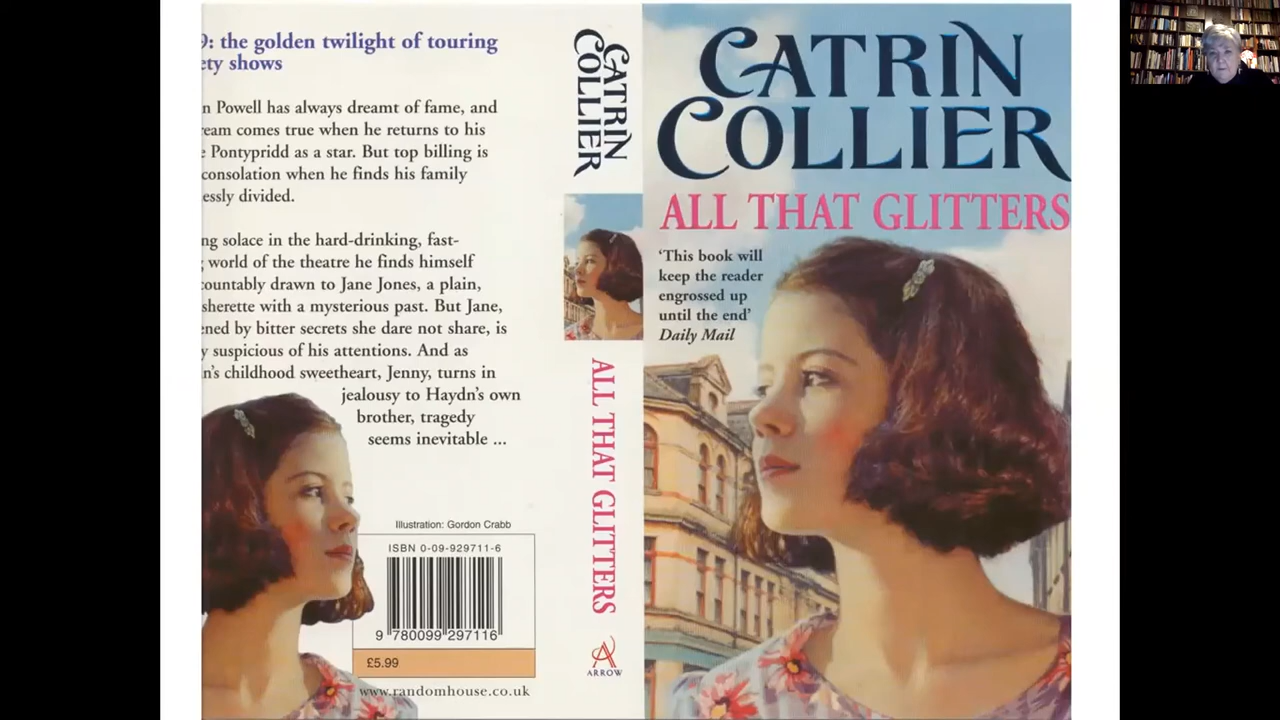 9: the golden twilight of touring
ety shows
n Powell has always dreamt of fame, and
ream comes true when he returns to his
e Pontypridd as a star. But top billing is
consolation when he finds his family
essly divided.
ng solace in the hard-drinking, fast-
g world of the theatre he finds himself
countably drawn to Jane Jones, a plain,
sherette with a mysterious past. But Jane,
ened by bitter secrets she dare not share, is
y suspicious of his attentions. And as
n's childhood sweetheart, Jenny, turns in
jealousy to Haydn's own
brother, tragedy
seems inevitable ...
Illustration: Gordon Crabb
ISBN 0-09-929711-6
9 780099 297116
£5.99
www.randomhouse.co.uk
CATRIN
COLLIER
ALL THAT GLITTERS
ARROW
CATRIN
COLLIER
ALL THAT GLITTERS
'This book will
keep the reader
engrossed up
until the end'
Daily Mail